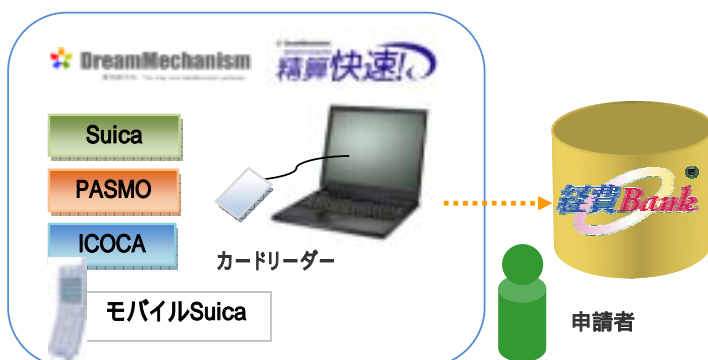 DreamMechanism
精算快速!
Suica
PASMO
ICOCA
カードリーダー
モバイルSuica
経費Bank
申請者